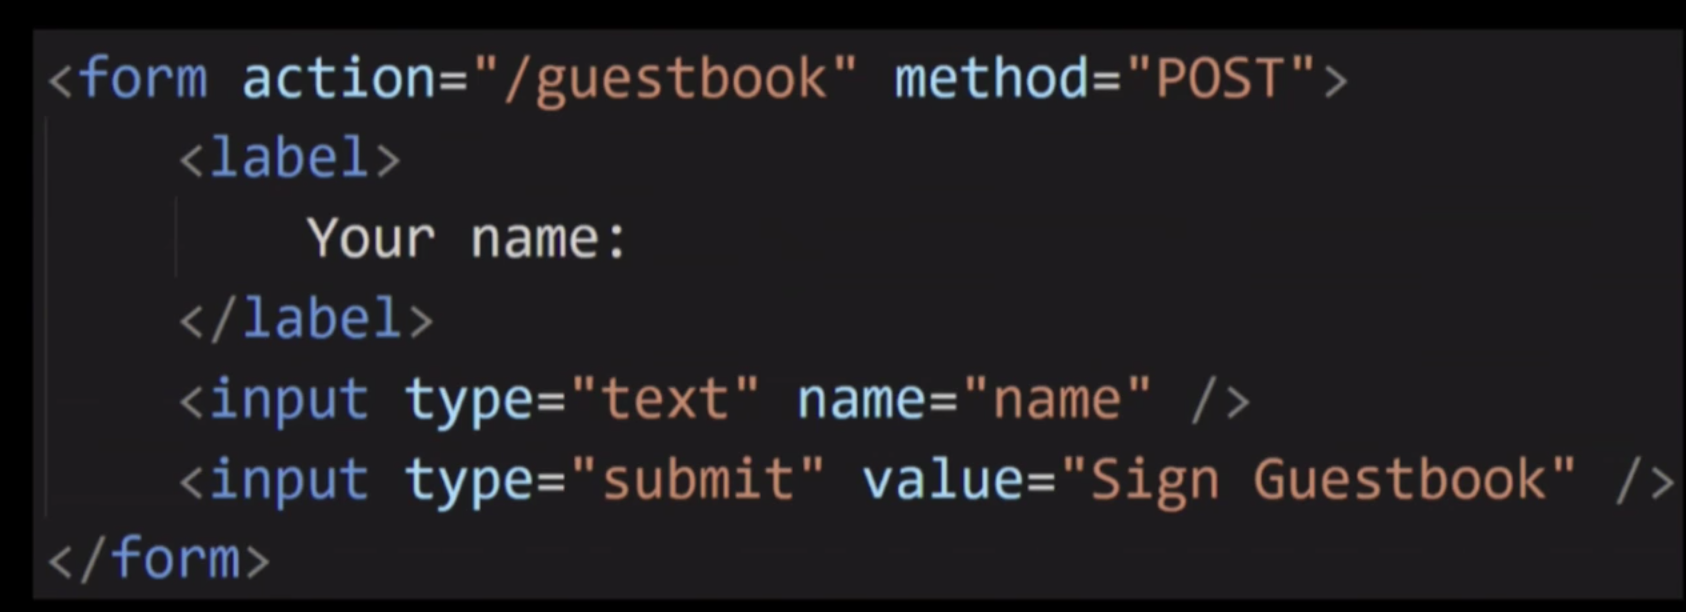 <form action="/guestbook" method="POST">
<label>
Your name:
</label>
<input type="text" name="name" />
<input type="submit" value="Sign Guestbook" />
</form>